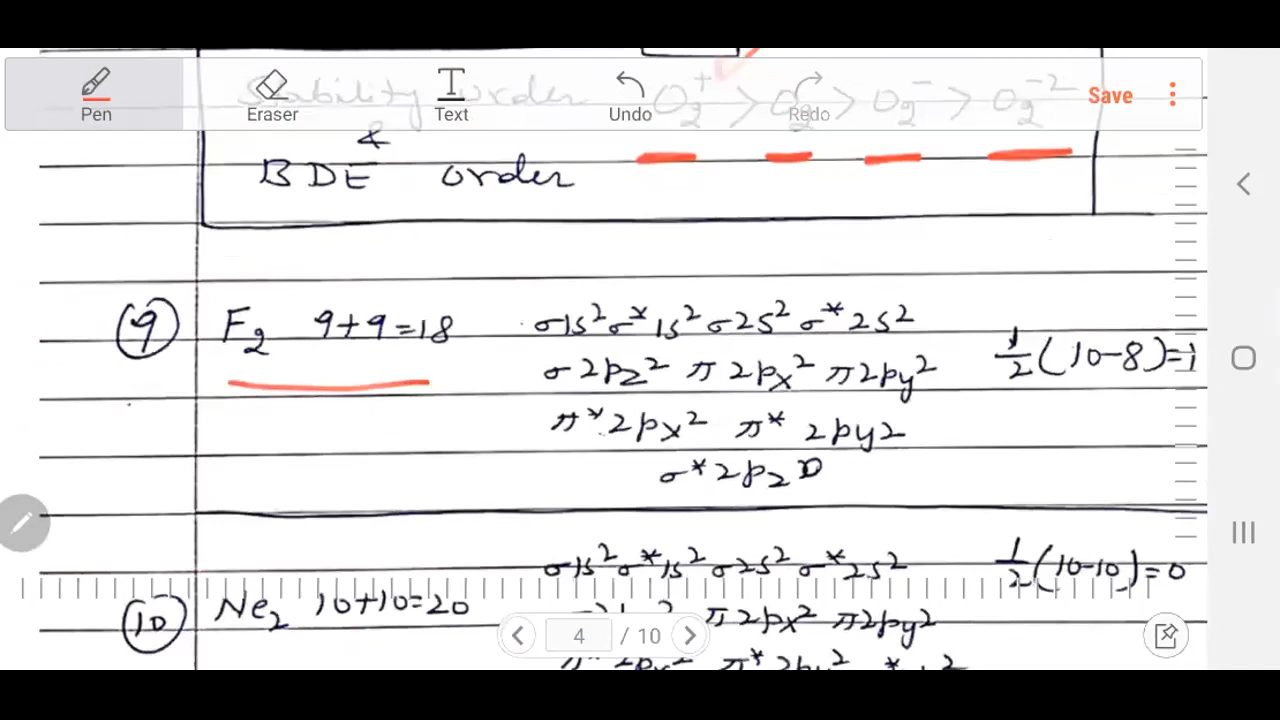 Stability order O₂⁺ > O₂ > O₂⁻ > O₂⁻²
Pen Eraser Text Undo Redo Save
&
BDE order
(9) F₂ 9+9=18 σ1s² σ*1s² σ2s² σ*2s²
½(10-8)=1
σ2pz² π2px² π2py²
π*2px² π*2py2
σ*2pz0
σ1s² σ*1s² σ2s² σ*2s² ½(10-10)=0
(10) Ne₂ 10+10=20 π2px² π2py²
4 / 10
π*2px² π*2py²